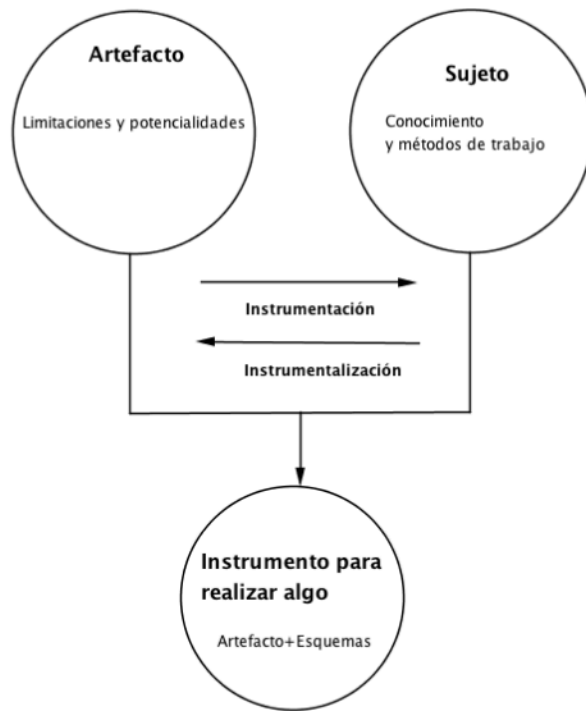 Artefacto
Limitaciones y potencialidades
Sujeto
Conocimiento
y métodos de trabajo
Instrumentación
Instrumentalización
Instrumento para
realizar algo
Artefacto+Esquemas